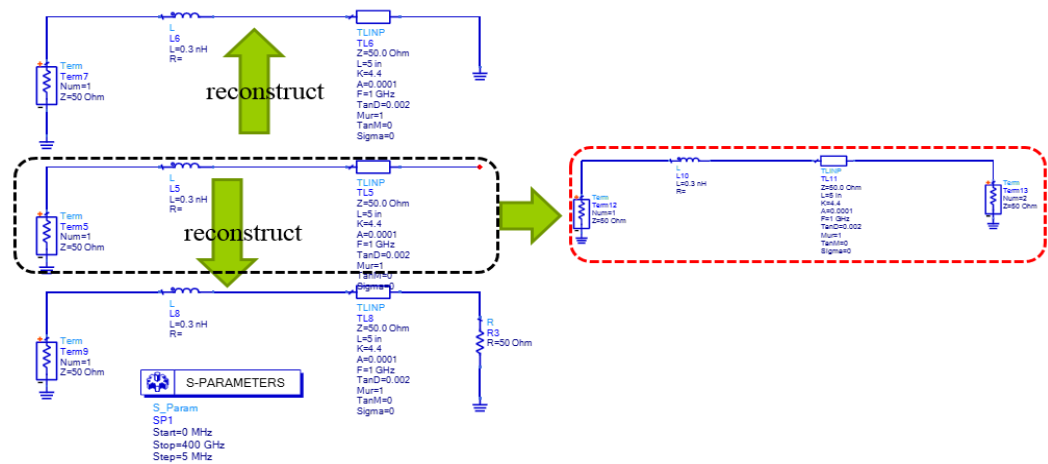 L
L6
L=0.3 nH
R=
TLINP
TL6
Z=50.0 Ohm
L=5 in
K=4.4
A=0.0001
F=1 GHz
TanD=0.002
Mur=1
TanM=0
Sigma=0
Term
Term7
Num=1
Z=50 Ohm
reconstruct
L
L5
L=0.3 nH
R=
TLINP
TL5
Z=50.0 Ohm
L=5 in
K=4.4
A=0.0001
F=1 GHz
TanD=0.002
Mur=1
TanM=0
Sigma=0
Term
Term5
Num=1
Z=50 Ohm
reconstruct
L
L10
L=0.3 nH
R=
TLINP
TL11
Z=50.0 Ohm
L=5 in
K=4.4
A=0.0001
F=1 GHz
TanD=0.002
Mur=1
TanM=0
Sigma=0
Term
Term12
Num=1
Z=50 Ohm
Term
Term13
Num=2
Z=50 Ohm
L
L8
L=0.3 nH
R=
TLINP
TL8
Z=50.0 Ohm
L=5 in
K=4.4
A=0.0001
F=1 GHz
TanD=0.002
Mur=1
TanM=0
Sigma=0
R
R3
R=50 Ohm
Term
Term9
Num=1
Z=50 Ohm
S-PARAMETERS
S_Param
SP1
Start=0 MHz
Stop=400 GHz
Step=5 MHz